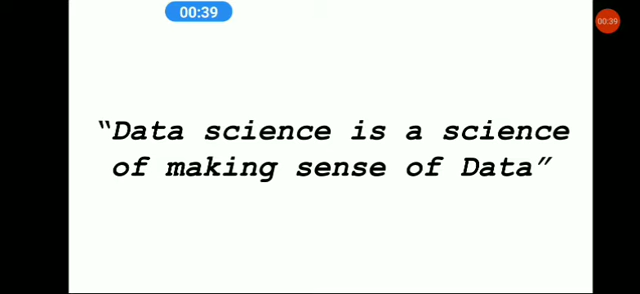 00:39
00:39
“Data science is a science
of making sense of Data”